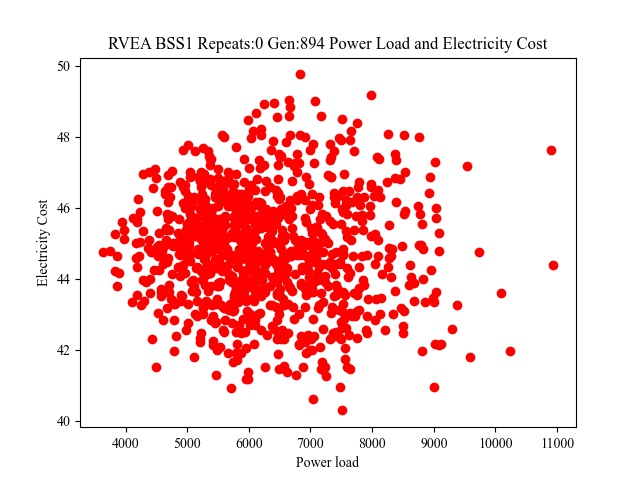 RVEA BSS1 Repeats:0 Gen:894 Power Load and Electricity Cost
50
48
46
44
42
40
Electricity Cost
4000 5000 6000 7000 8000 9000 10000 11000
Power load